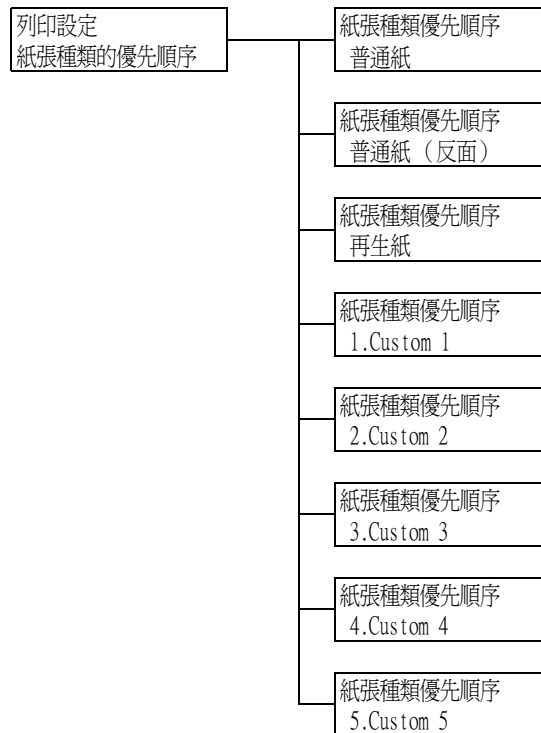 列印設定
紙張種類的優先順序
紙張種類優先順序
普通紙
紙張種類優先順序
普通紙（反面）
紙張種類優先順序
再生紙
紙張種類優先順序
1.Custom 1
紙張種類優先順序
2.Custom 2
紙張種類優先順序
3.Custom 3
紙張種類優先順序
4.Custom 4
紙張種類優先順序
5.Custom 5